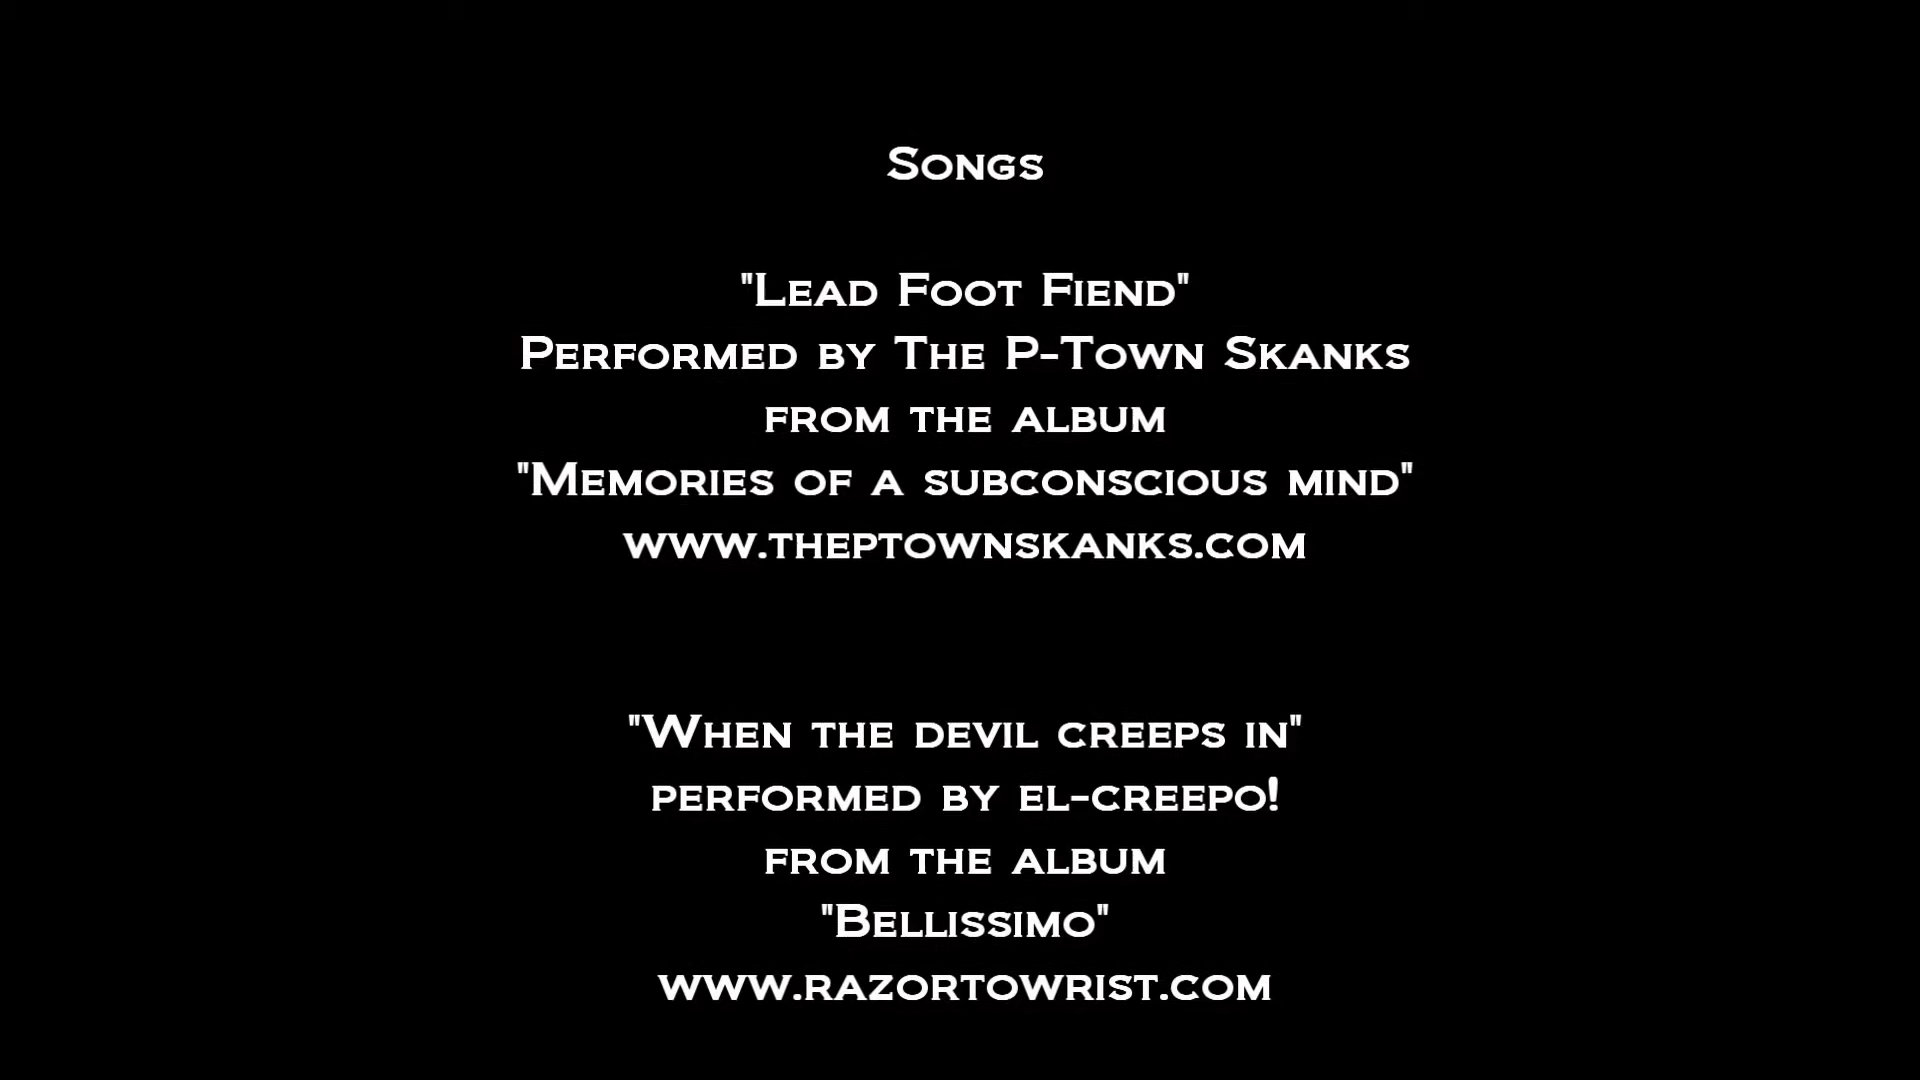 Songs
"Lead Foot Fiend"
Performed by The P-Town Skanks
from the album
"Memories of a subconscious mind"
www.theptownskanks.com
"When the devil creeps in"
performed by el-creepo!
from the album
"Bellissimo"
www.razortowrist.com